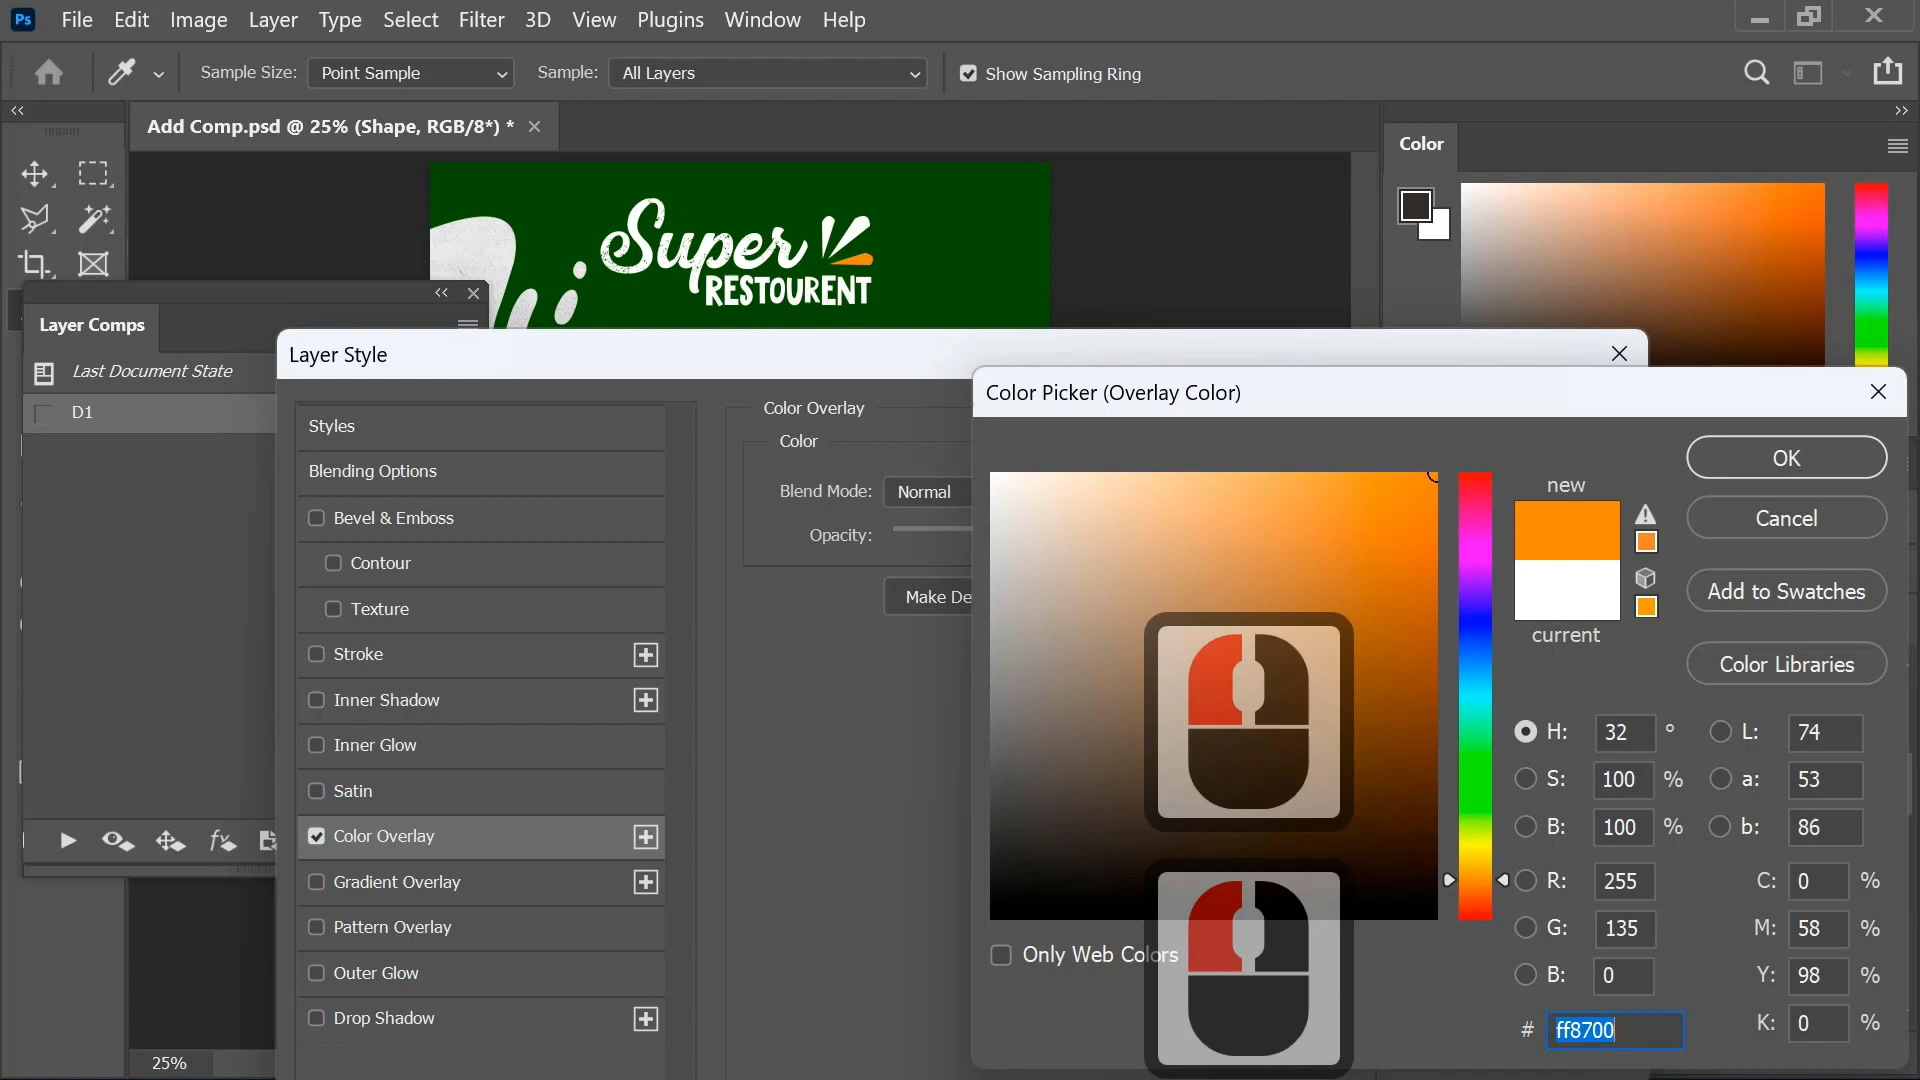 Ps File Edit Image Layer Type Select Filter 3D View Plugins Window Help
Sample Size: Point Sample Sample: All Layers Show Sampling Ring
Add Comp.psd @ 25% (Shape, RGB/8*) *
Color
Super
RESTOURENT
Layer Comps
Last Document State
D1
Layer Style
Styles
Blending Options
Bevel & Emboss
Contour
Texture
Stroke
Inner Shadow
Inner Glow
Satin
Color Overlay
Gradient Overlay
Pattern Overlay
Outer Glow
Drop Shadow
Color Overlay
Color
Blend Mode: Normal
Opacity:
Make De
Color Picker (Overlay Color)
new
current
OK
Cancel
Add to Swatches
Color Libraries
H: 32 ° L: 74
S: 100 % a: 53
B: 100 % b: 86
R: 255 C: 0 %
G: 135 M: 58 %
B: 0 Y: 98 %
# ff8700 K: 0 %
Only Web Colors
fx
25%